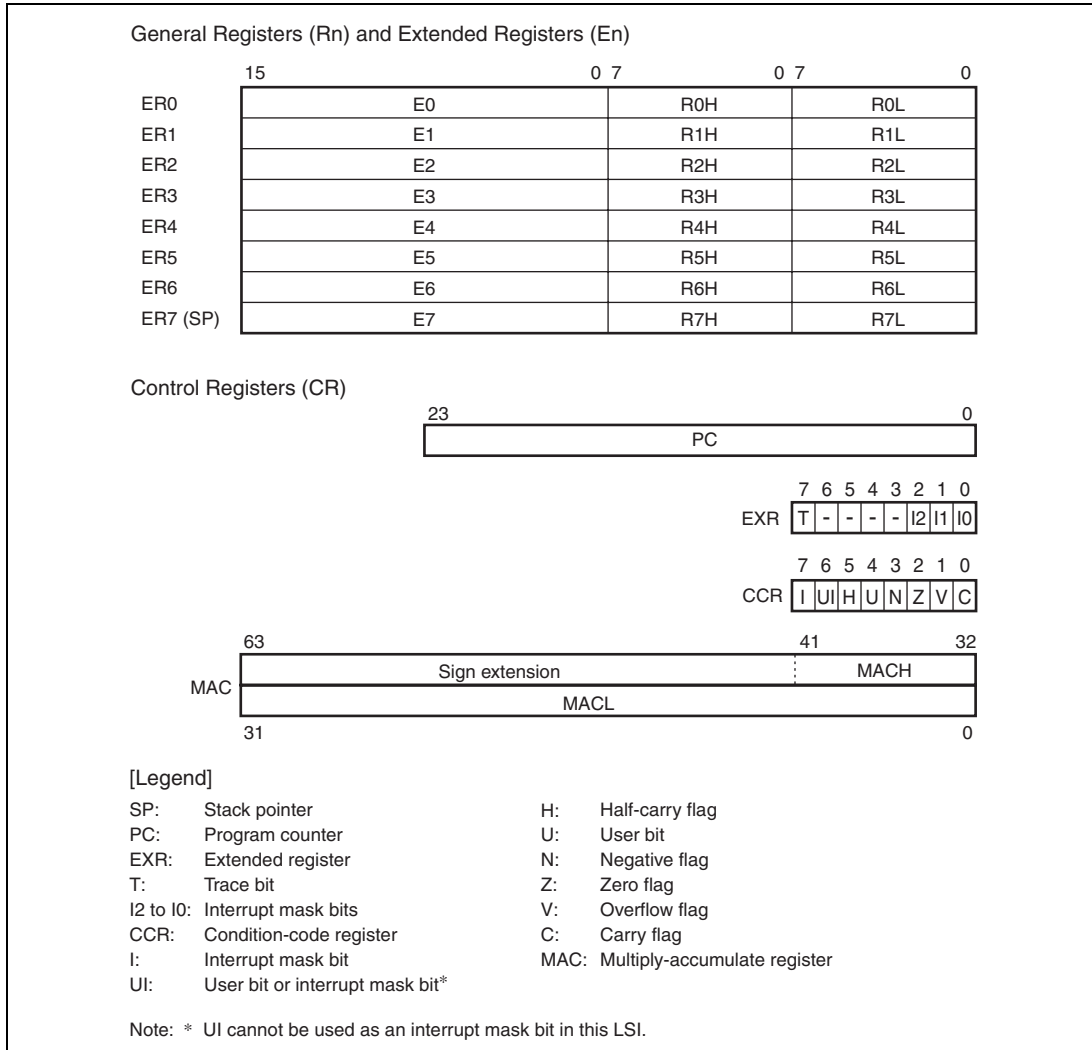 General Registers (Rn) and Extended Registers (En)
15 0 7 0 7 0
ER0 E0 R0H R0L
ER1 E1 R1H R1L
ER2 E2 R2H R2L
ER3 E3 R3H R3L
ER4 E4 R4H R4L
ER5 E5 R5H R5L
ER6 E6 R6H R6L
ER7 (SP) E7 R7H R7L
Control Registers (CR)
23 0
PC
7 6 5 4 3 2 1 0
EXR T - - - - I2 I1 I0
7 6 5 4 3 2 1 0
CCR I UI H U N Z V C
63 41 32
Sign extension MACH
MAC
MACL
31 0
[Legend]
SP: Stack pointer
PC: Program counter
EXR: Extended register
T: Trace bit
I2 to I0: Interrupt mask bits
CCR: Condition-code register
I: Interrupt mask bit
UI: User bit or interrupt mask bit*
H: Half-carry flag
U: User bit
N: Negative flag
Z: Zero flag
V: Overflow flag
C: Carry flag
MAC: Multiply-accumulate register
Note: * UI cannot be used as an interrupt mask bit in this LSI.